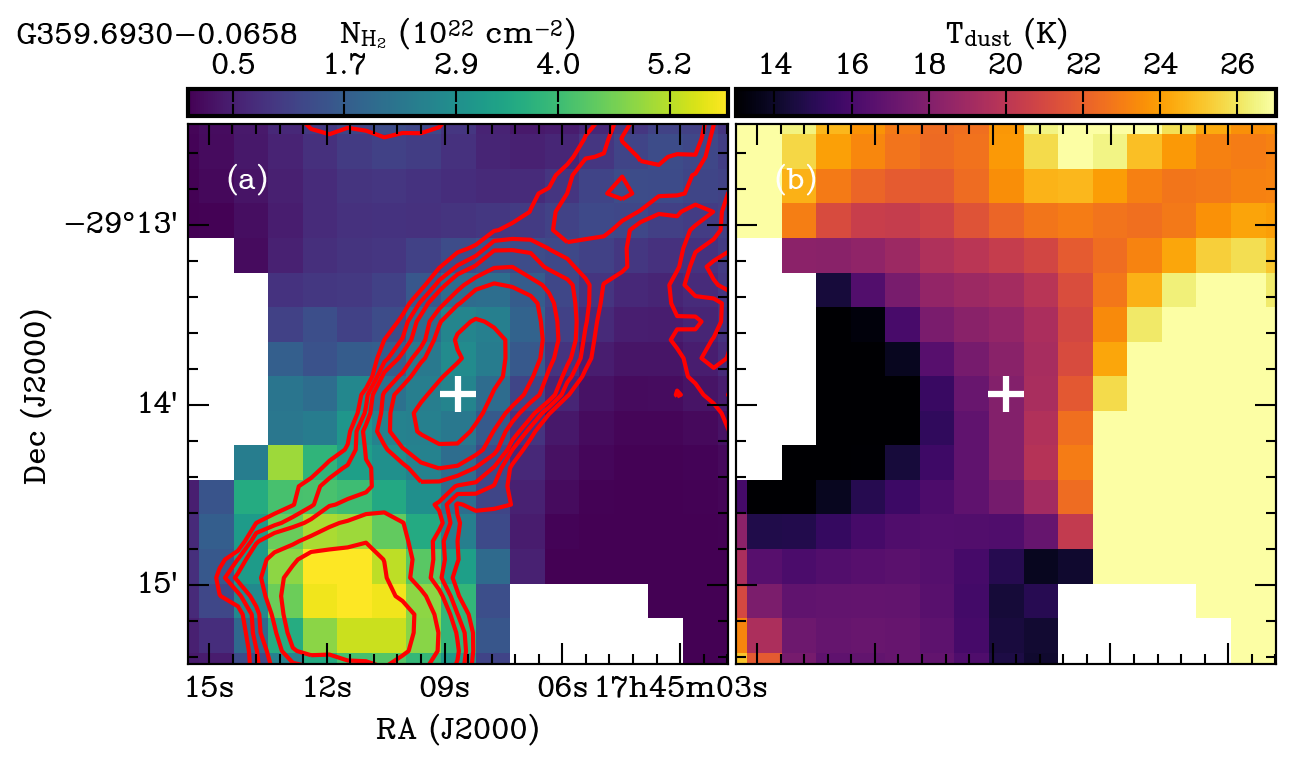 G359.6930−0.0658 N_H₂ (10²² cm⁻²) T_dust (K)
0.5 1.7 2.9 4.0 5.2 14 16 18 20 22 24 26
(a) (b)
−29°13'
14'
15'
Dec (J2000)
15s 12s 09s 06s 17h45m03s
RA (J2000)